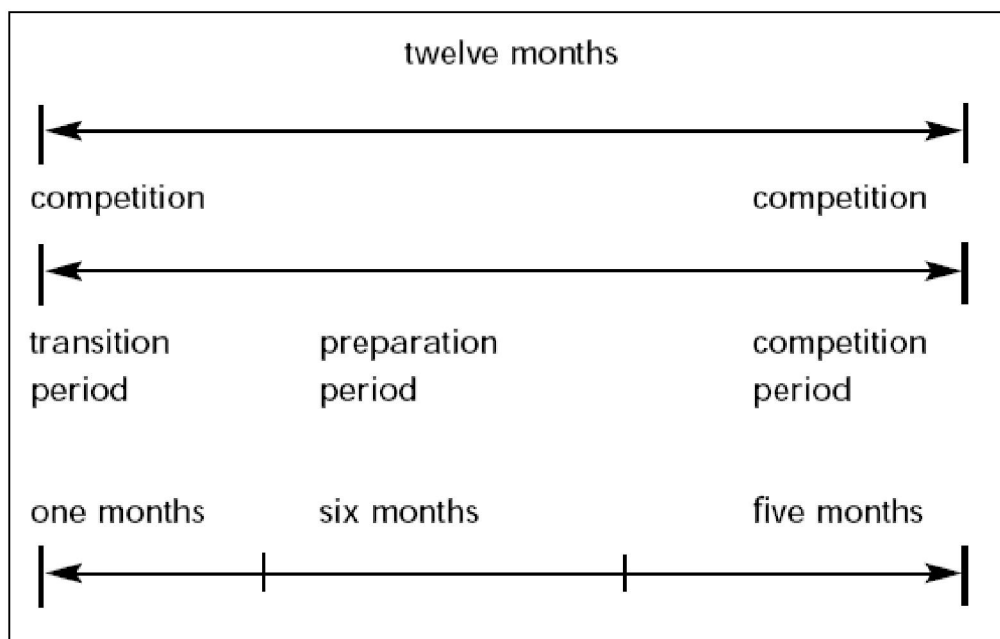 twelve months
competition competition
transition preparation competition
period period period
one months six months five months